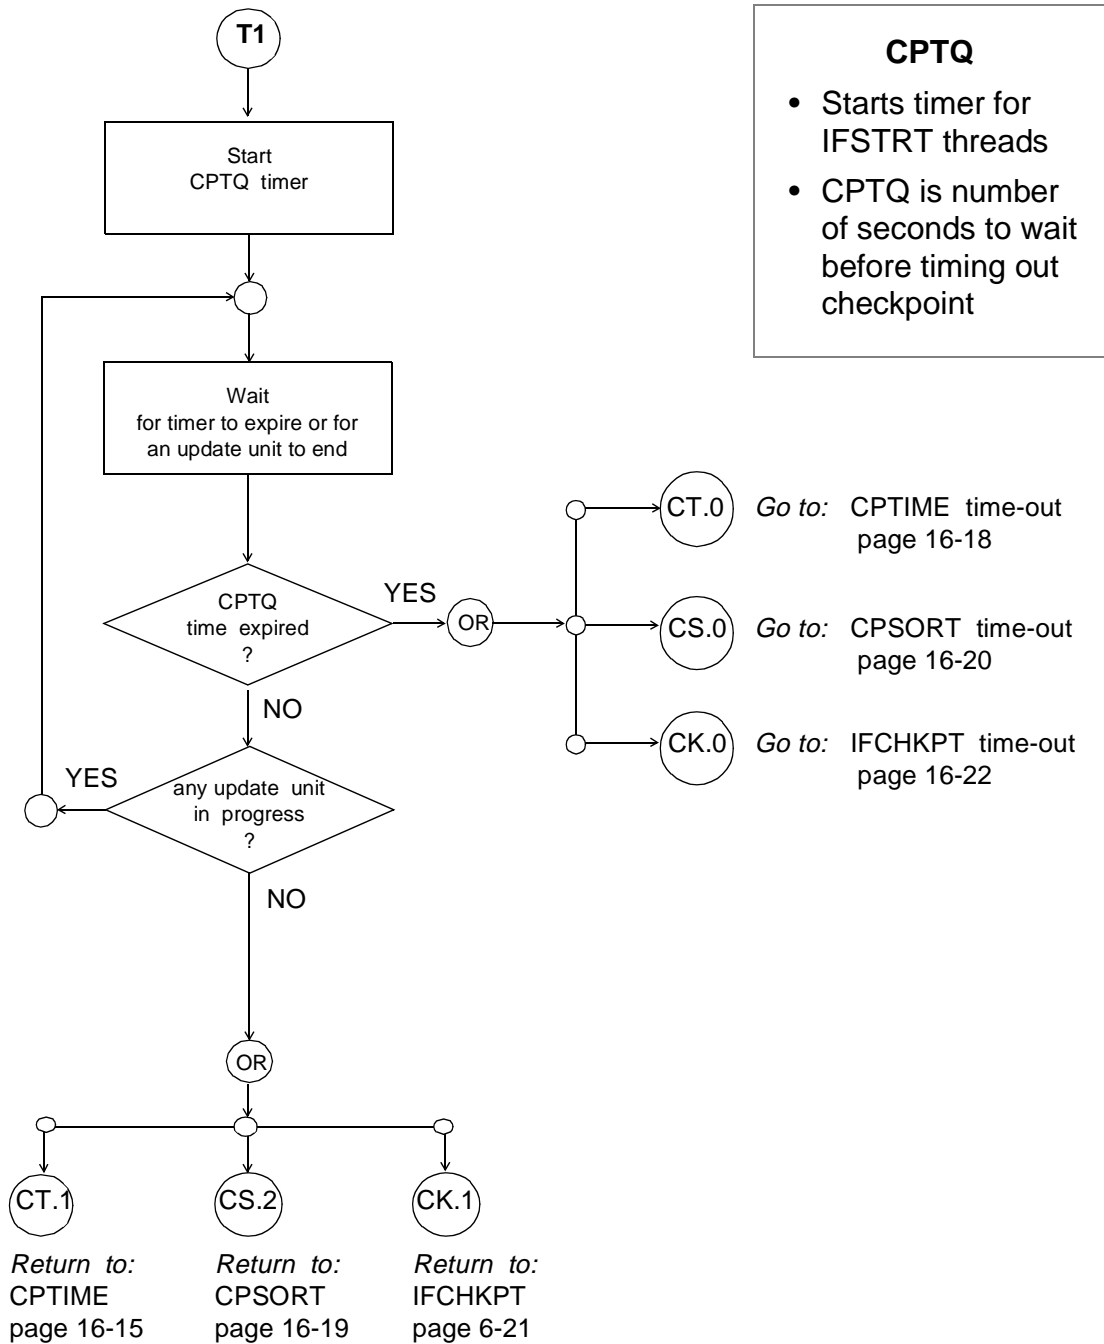 T1
Start
CPTQ timer
CPTQ
• Starts timer for
IFSTRT threads
• CPTQ is number
of seconds to wait
before timing out
checkpoint
Wait
for timer to expire or for
an update unit to end
CPTQ
time expired
?
YES
OR
CT.0
Go to: CPTIME time-out
page 16-18
CS.0
Go to: CPSORT time-out
page 16-20
CK.0
Go to: IFCHKPT time-out
page 16-22
NO
YES
any update unit
in progress
?
NO
OR
CT.1
Return to:
CPTIME
page 16-15
CS.2
Return to:
CPSORT
page 16-19
CK.1
Return to:
IFCHKPT
page 6-21